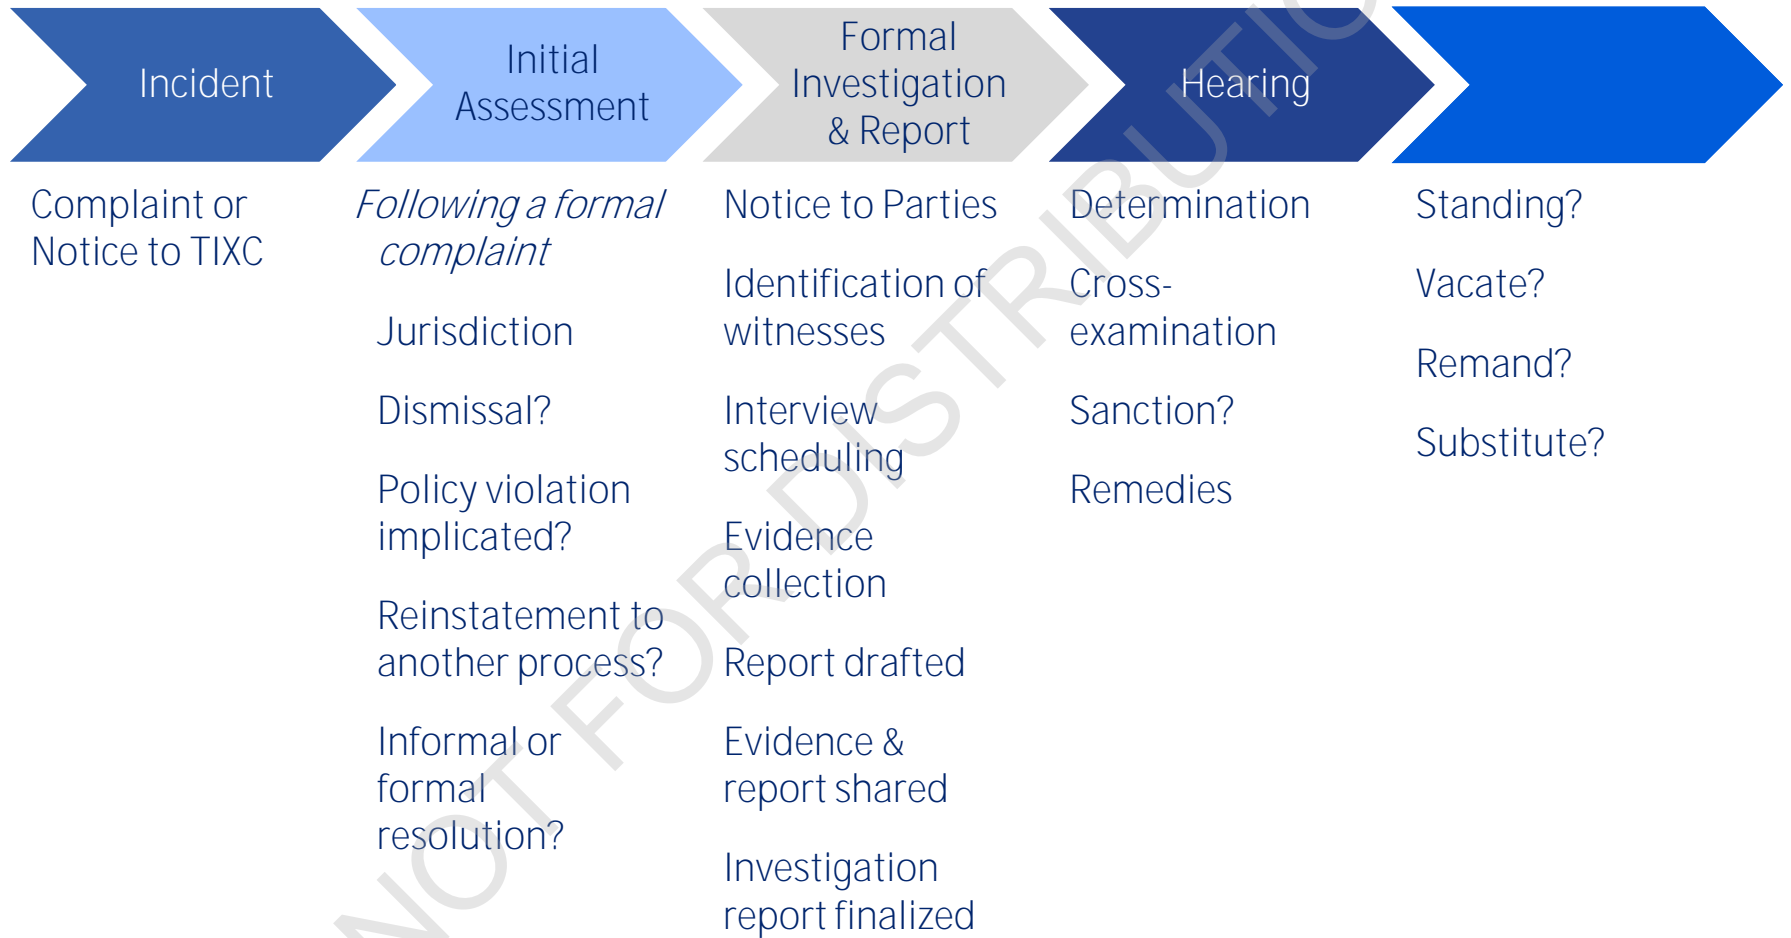 Incident
Initial
Assessment
Formal
Investigation
& Report
Hearing
Complaint or
Notice to TIXC
Following a formal
complaint
Jurisdiction
Dismissal?
Policy violation
implicated?
Reinstatement to
another process?
Informal or
formal
resolution?
Notice to Parties
Identification of
witnesses
Interview
scheduling
Evidence
collection
Report drafted
Evidence &
report shared
Investigation
report finalized
Determination
Cross-
examination
Sanction?
Remedies
Standing?
Vacate?
Remand?
Substitute?
NOT FOR DISTRIBUTIO